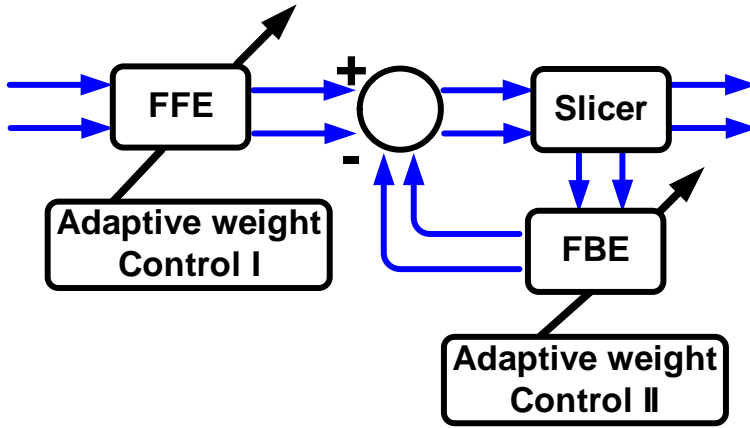 FFE
+
-
Slicer
Adaptive weight
Control Ⅰ
FBE
Adaptive weight
Control Ⅱ